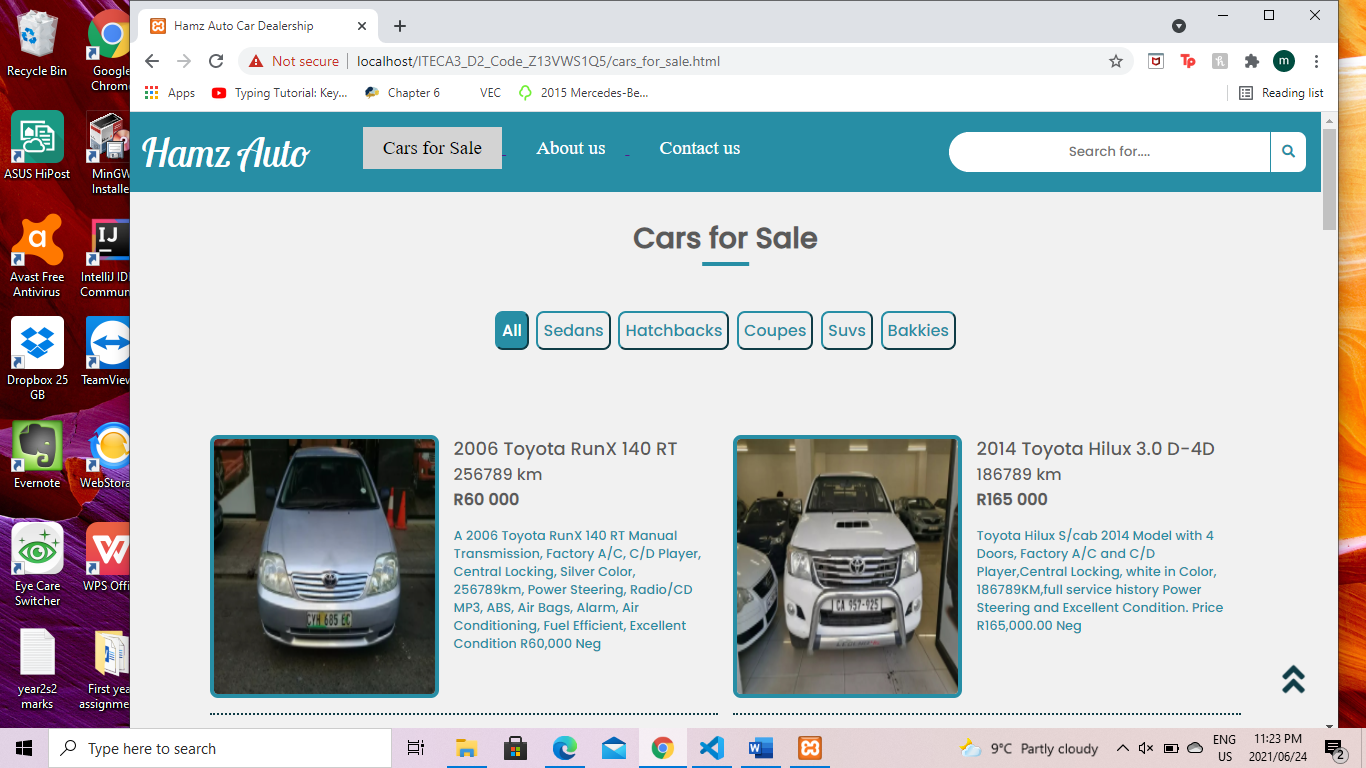 Recycle Bin
Google
Chrom
ASUS HiPost
MinGW
Installe
Avast Free
Antivirus
IntelliJ ID
Commun
Dropbox 25
GB
TeamView
Evernote
WebStora
Eye Care
Switcher
WPS Offi
year2s2
marks
First yea
assignme
Hamz Auto Car Dealership
Not secure
localhost/ITECA3_D2_Code_Z13VWS1Q5/cars_for_sale.html
Tp
m
Apps
Typing Tutorial: Key...
Chapter 6
VEC
2015 Mercedes-Be...
Reading list
Hamz Auto
Cars for Sale
About us
Contact us
Search for....
Cars for Sale
All
Sedans
Hatchbacks
Coupes
Suvs
Bakkies
CYH 685 EC
2006 Toyota RunX 140 RT
256789 km
R60 000
A 2006 Toyota RunX 140 RT Manual
Transmission, Factory A/C, C/D Player,
Central Locking, Silver Color,
256789km, Power Steering, Radio/CD
MP3, ABS, Air Bags, Alarm, Air
Conditioning, Fuel Efficient, Excellent
Condition R60,000 Neg
CA 957-925
2014 Toyota Hilux 3.0 D-4D
186789 km
R165 000
Toyota Hilux S/cab 2014 Model with 4
Doors, Factory A/C and C/D
Player,Central Locking, white in Color,
186789KM,full service history Power
Steering and Excellent Condition. Price
R165,000.00 Neg
Type here to search
9°C Partly cloudy
ENG
US
11:23 PM
2021/06/24
2